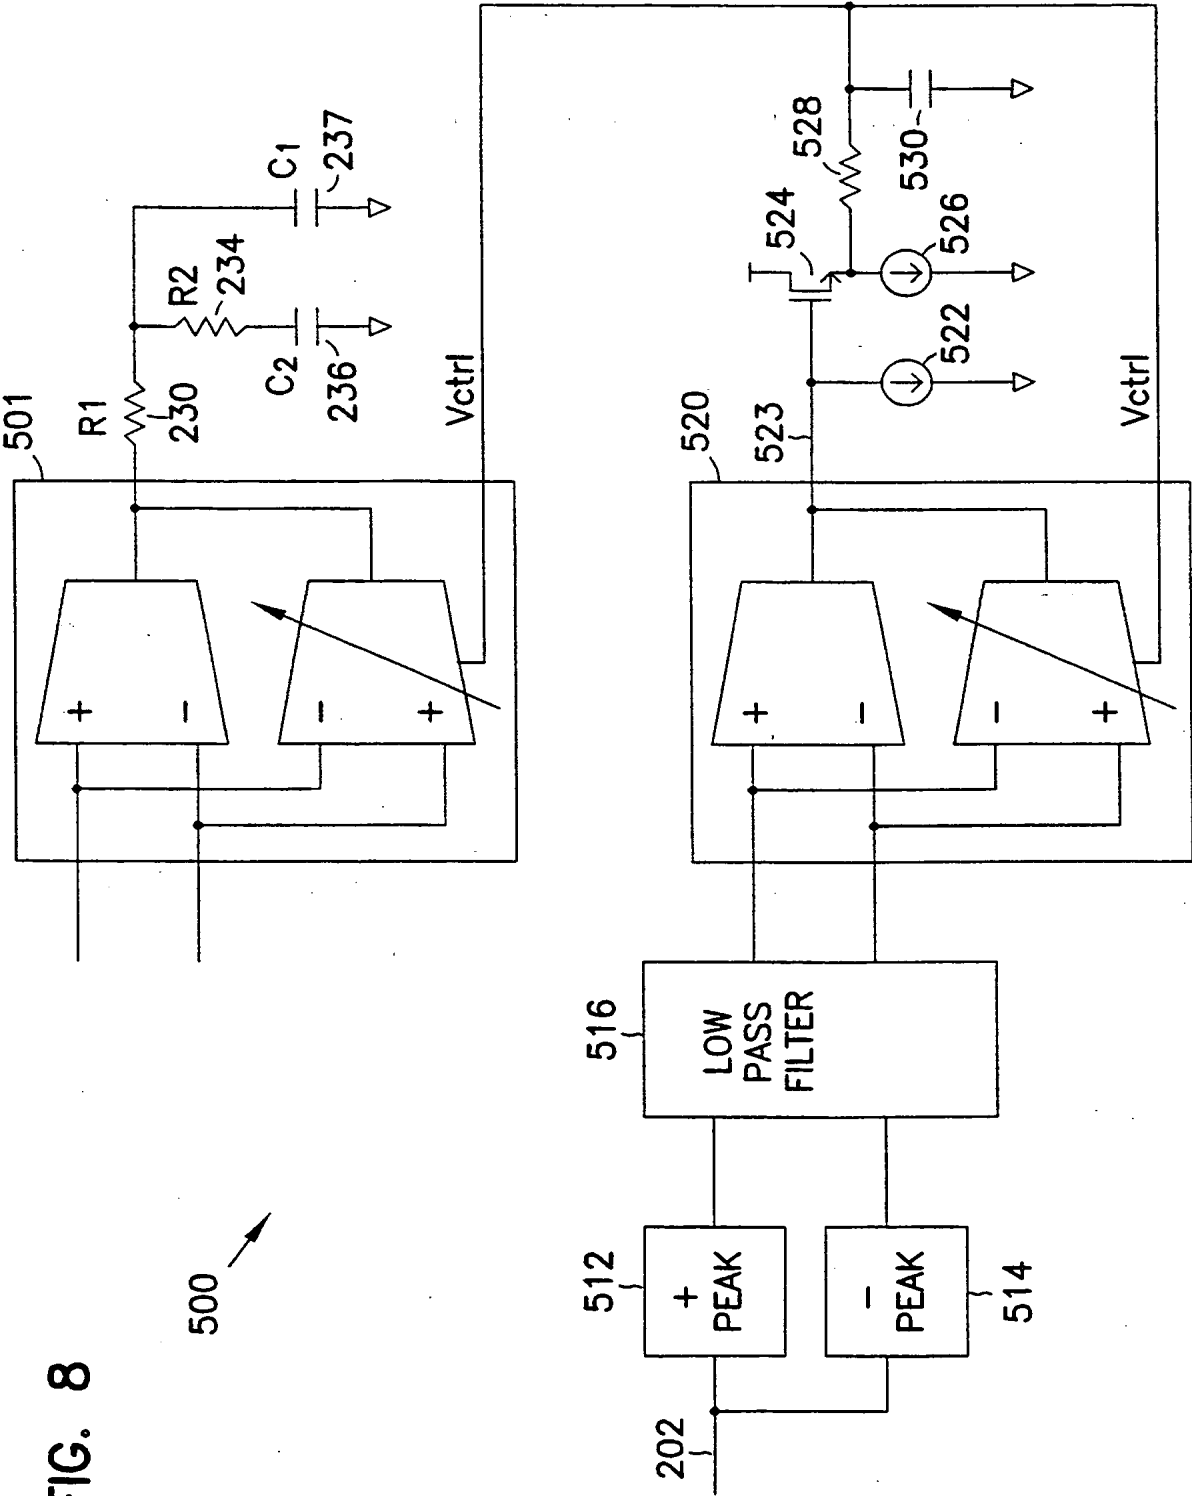 FIG. 8
500
501
R1
230
R2
234
C1
237
C2
236
Vctrl
+
−
−
+
202
512
+
PEAK
−
PEAK
514
516
LOW
PASS
FILTER
520
+
−
−
+
523
524
528
530
526
522
Vctrl